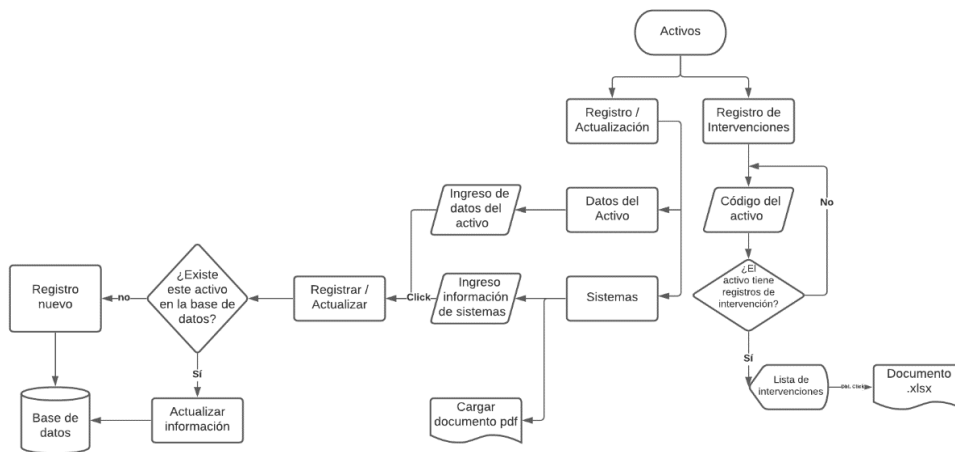 Activos
Registro /
Actualización
Registro de
Intervenciones
Ingreso de
datos del
activo
Datos del
Activo
Código del
activo
No
¿Existe
este activo
en la base de
datos?
Registro
nuevo
no
Registrar /
Actualizar
Click
Ingreso
información
de sistemas
Sistemas
¿El
activo tiene
registros de
intervención?
Sí
Sí
Lista de
intervenciones
Dbl. Click
Documento
.xlsx
Base de
datos
Actualizar
información
Cargar
documento pdf